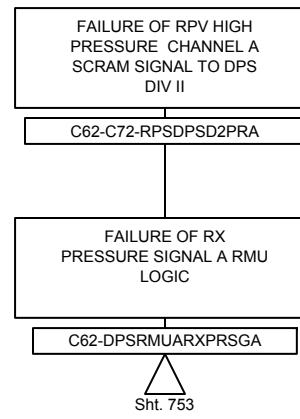 FAILURE OF RPV HIGH
PRESSURE CHANNEL A
SCRAM SIGNAL TO DPS
DIV II
C62-C72-RPSDPSD2PRA
FAILURE OF RX
PRESSURE SIGNAL A RMU
LOGIC
C62-DPSRMUARXPRSGA
Sht. 753